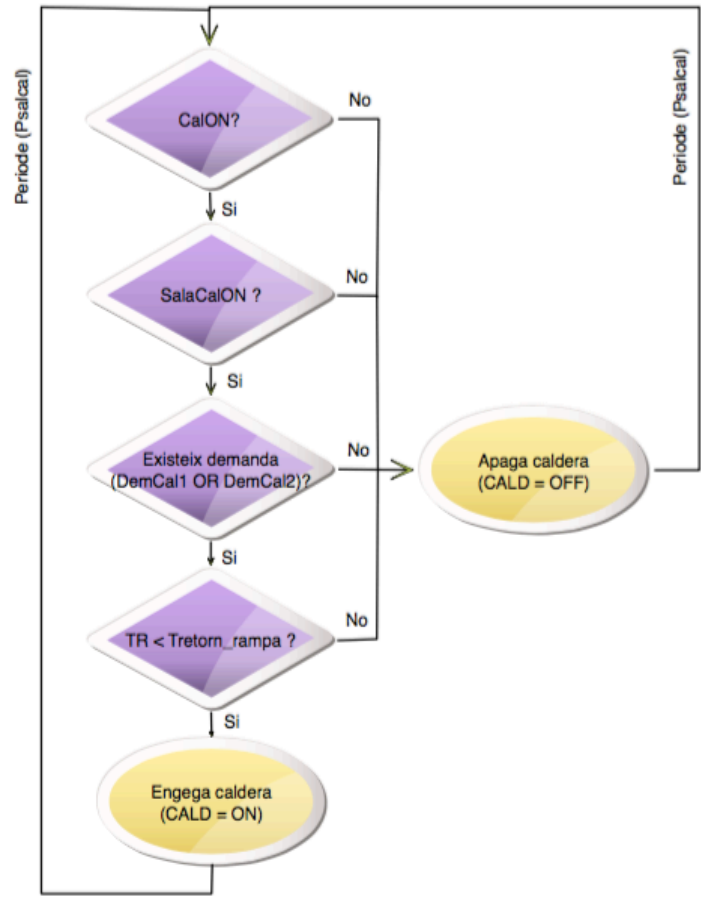 Periode (Psalcal)
Periode (Psalcal)
CalON?
No
Si
SalaCalON ?
No
Si
Existeix demanda
(DemCal1 OR DemCal2)?
No
Apaga caldera
(CALD = OFF)
Si
TR < Tretorn_rampa ?
No
Si
Engega caldera
(CALD = ON)